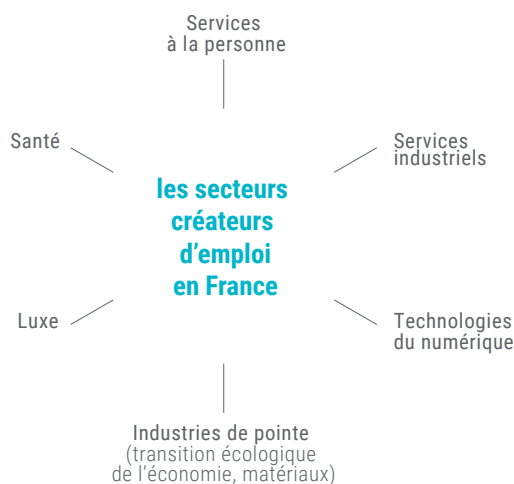 Services
à la personne
Santé
Services
industriels
les secteurs
créateurs
d’emploi
en France
Luxe
Technologies
du numérique
Industries de pointe
(transition écologique
de l’économie, matériaux)